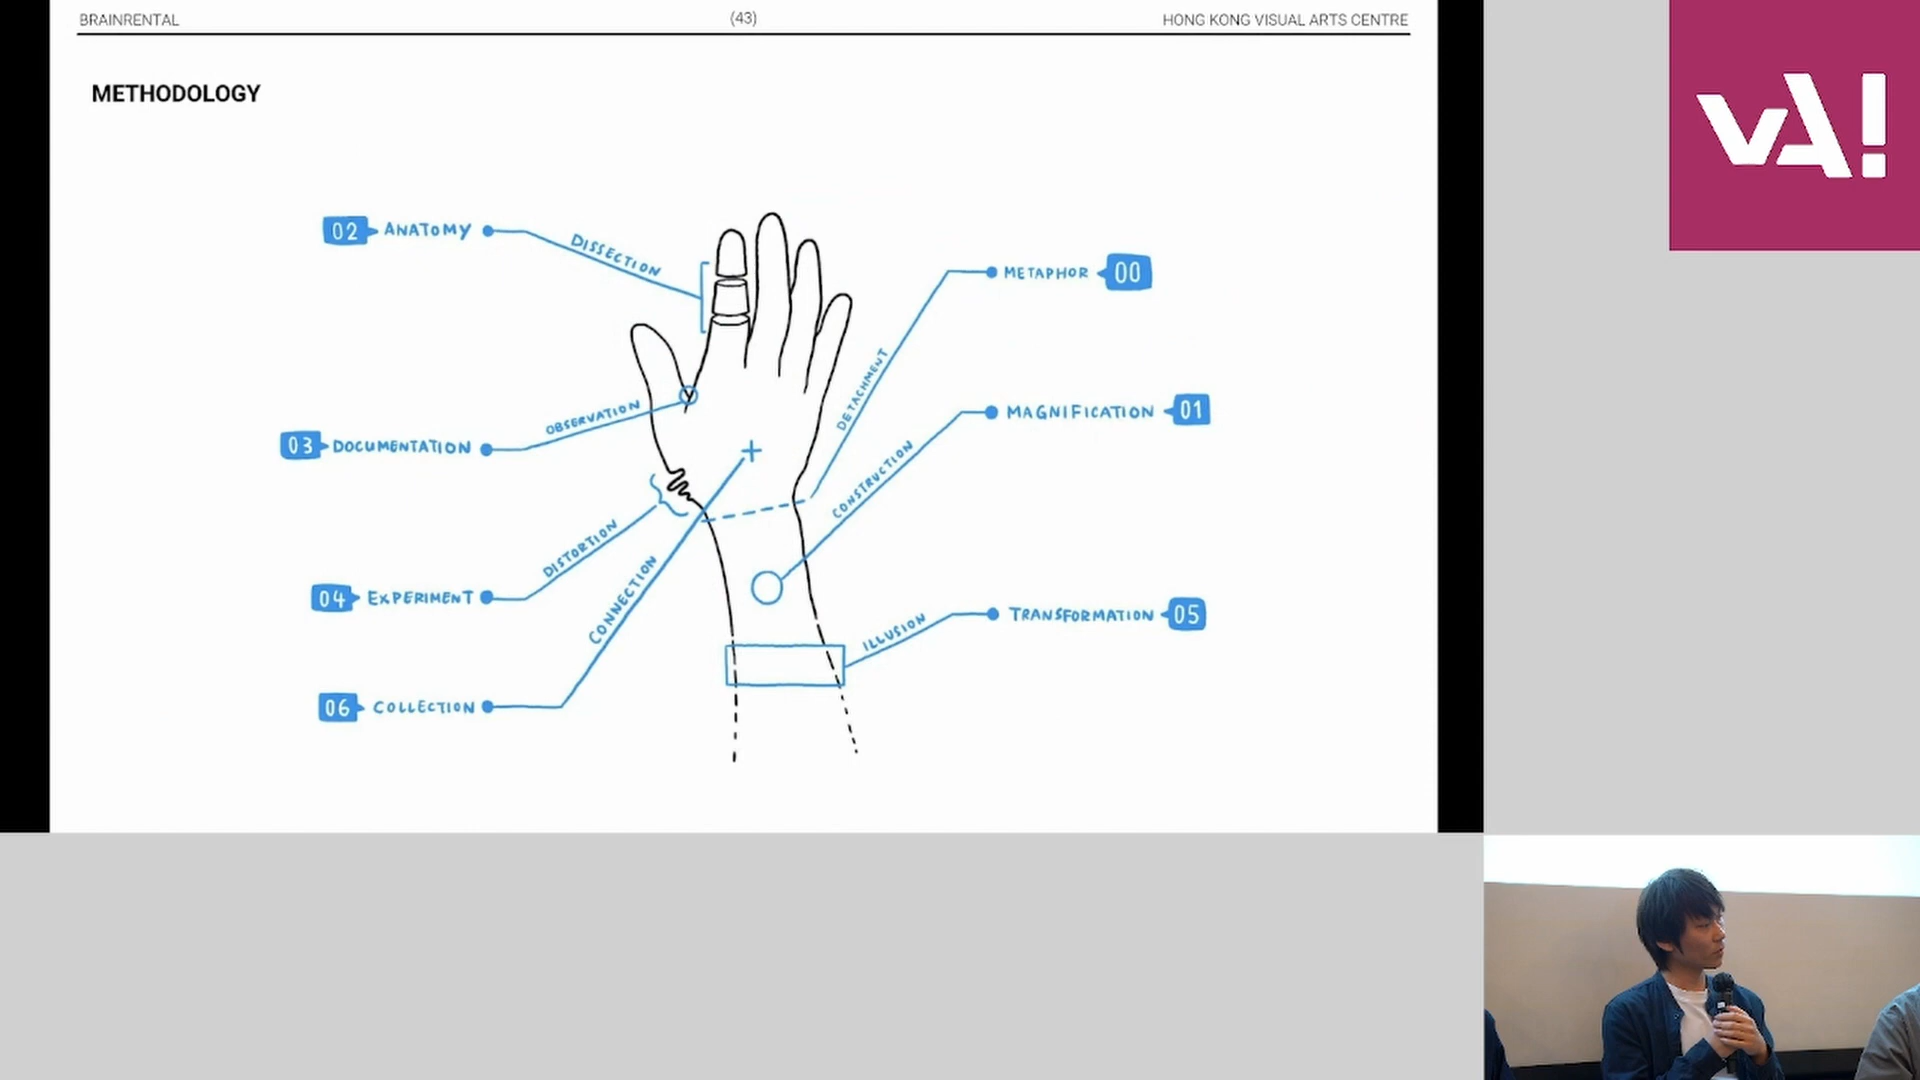 BRAINRENTAL
(43)
HONG KONG VISUAL ARTS CENTRE
vA!
METHODOLOGY
02 ANATOMY
DISSECTION
METAPHOR 00
DETACHMENT
MAGNIFICATION 01
CONSTRUCTION
03 DOCUMENTATION
OBSERVATION
04 EXPERIMENT
DISTORTION
CONNECTION
TRANSFORMATION 05
ILLUSION
06 COLLECTION